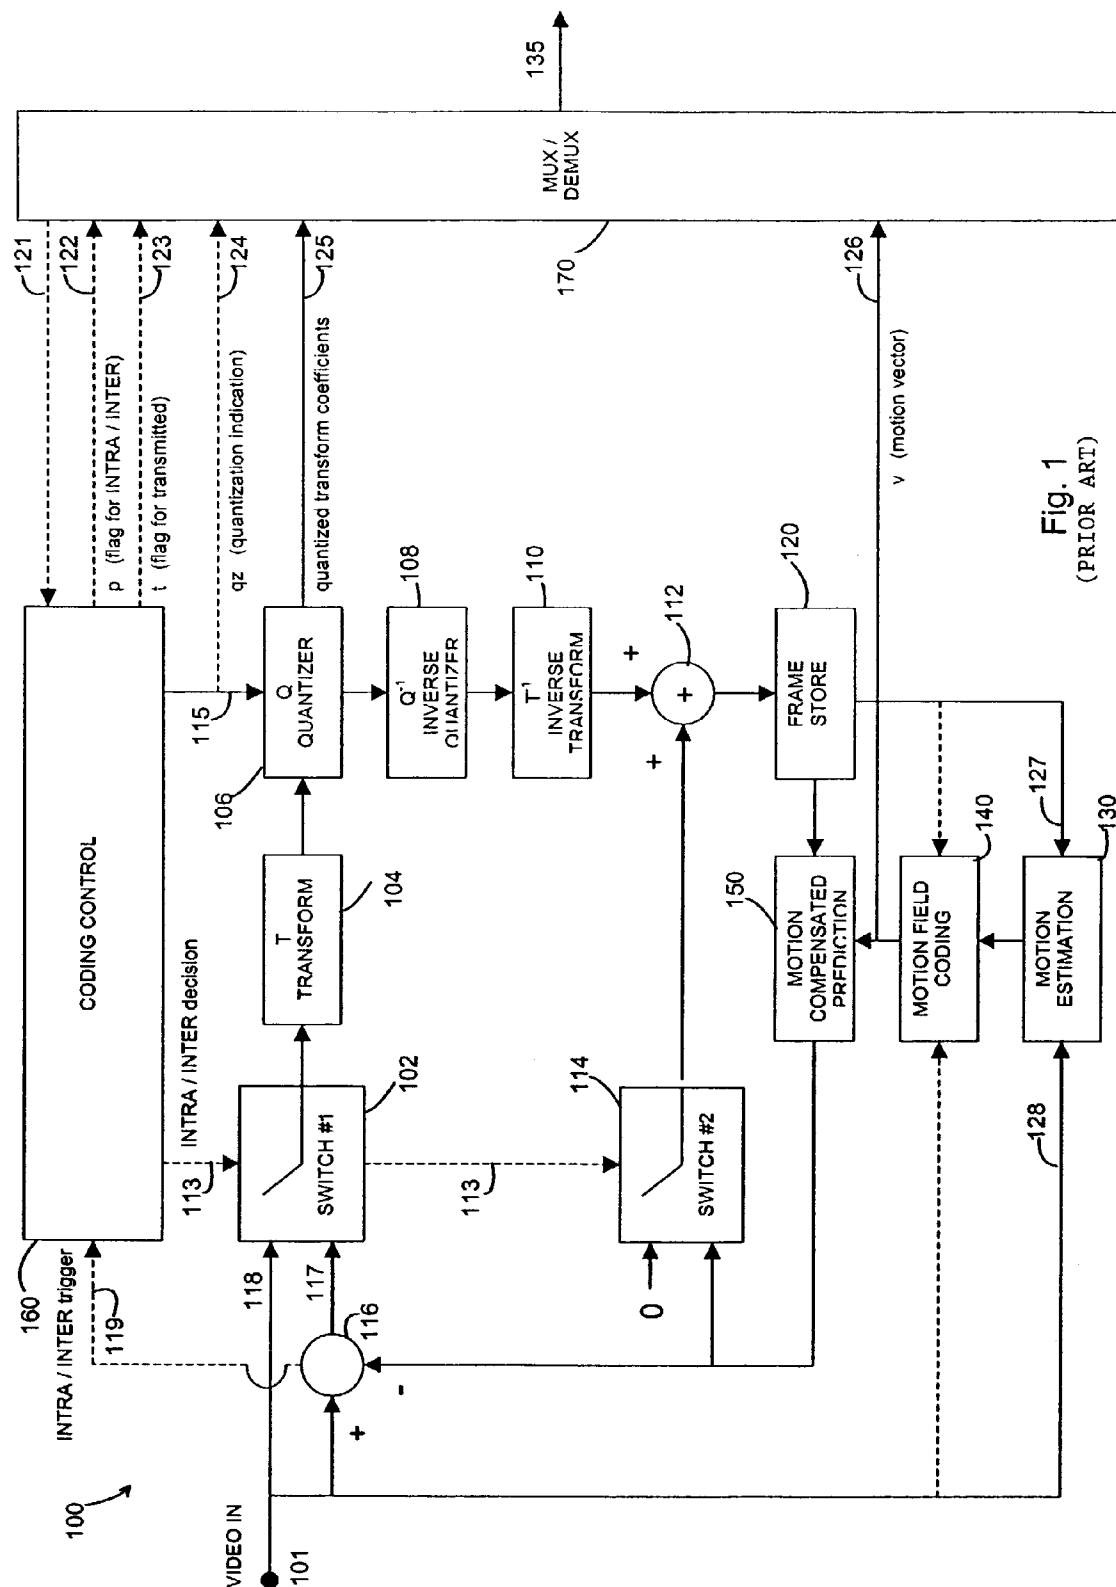 100
VIDEO IN
101
INTRA / INTER trigger
119
160
CODING CONTROL
121
122
p (flag for INTRA / INTER)
123
t (flag for transmitted)
124
qz (quantization indication)
125
quantized transform coefficients
113
INTRA / INTER decision
115
118
117
116
+
-
SWITCH #1
102
T
TRANSFORM
104
Q
QUANTIZER
106
Q-1
INVERSE
QUANTIZER
108
T-1
INVERSE
TRANSFORM
110
113
0
SWITCH #2
114
+
+
+
112
FRAME
STORE
120
MOTION
COMPENSATED
PREDICTION
150
MOTION FIELD
CODING
140
MOTION
ESTIMATION
130
127
128
v (motion vector)
126
170
MUX /
DEMUX
135
Fig. 1
(PRIOR ART)